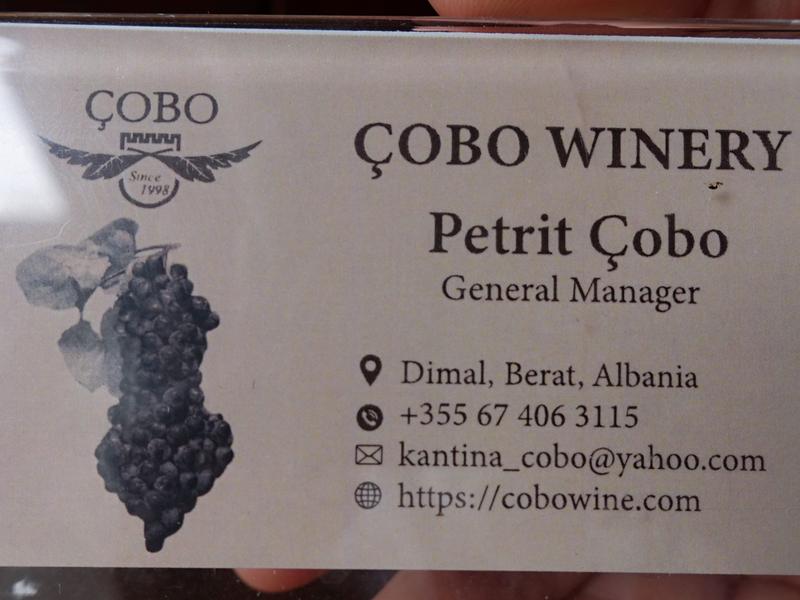 ÇOBO
Since
1998
ÇOBO WINERY
Petrit Çobo
General Manager
Dimal, Berat, Albania
+355 67 406 3115
kantina_cobo@yahoo.com
https://cobowine.com